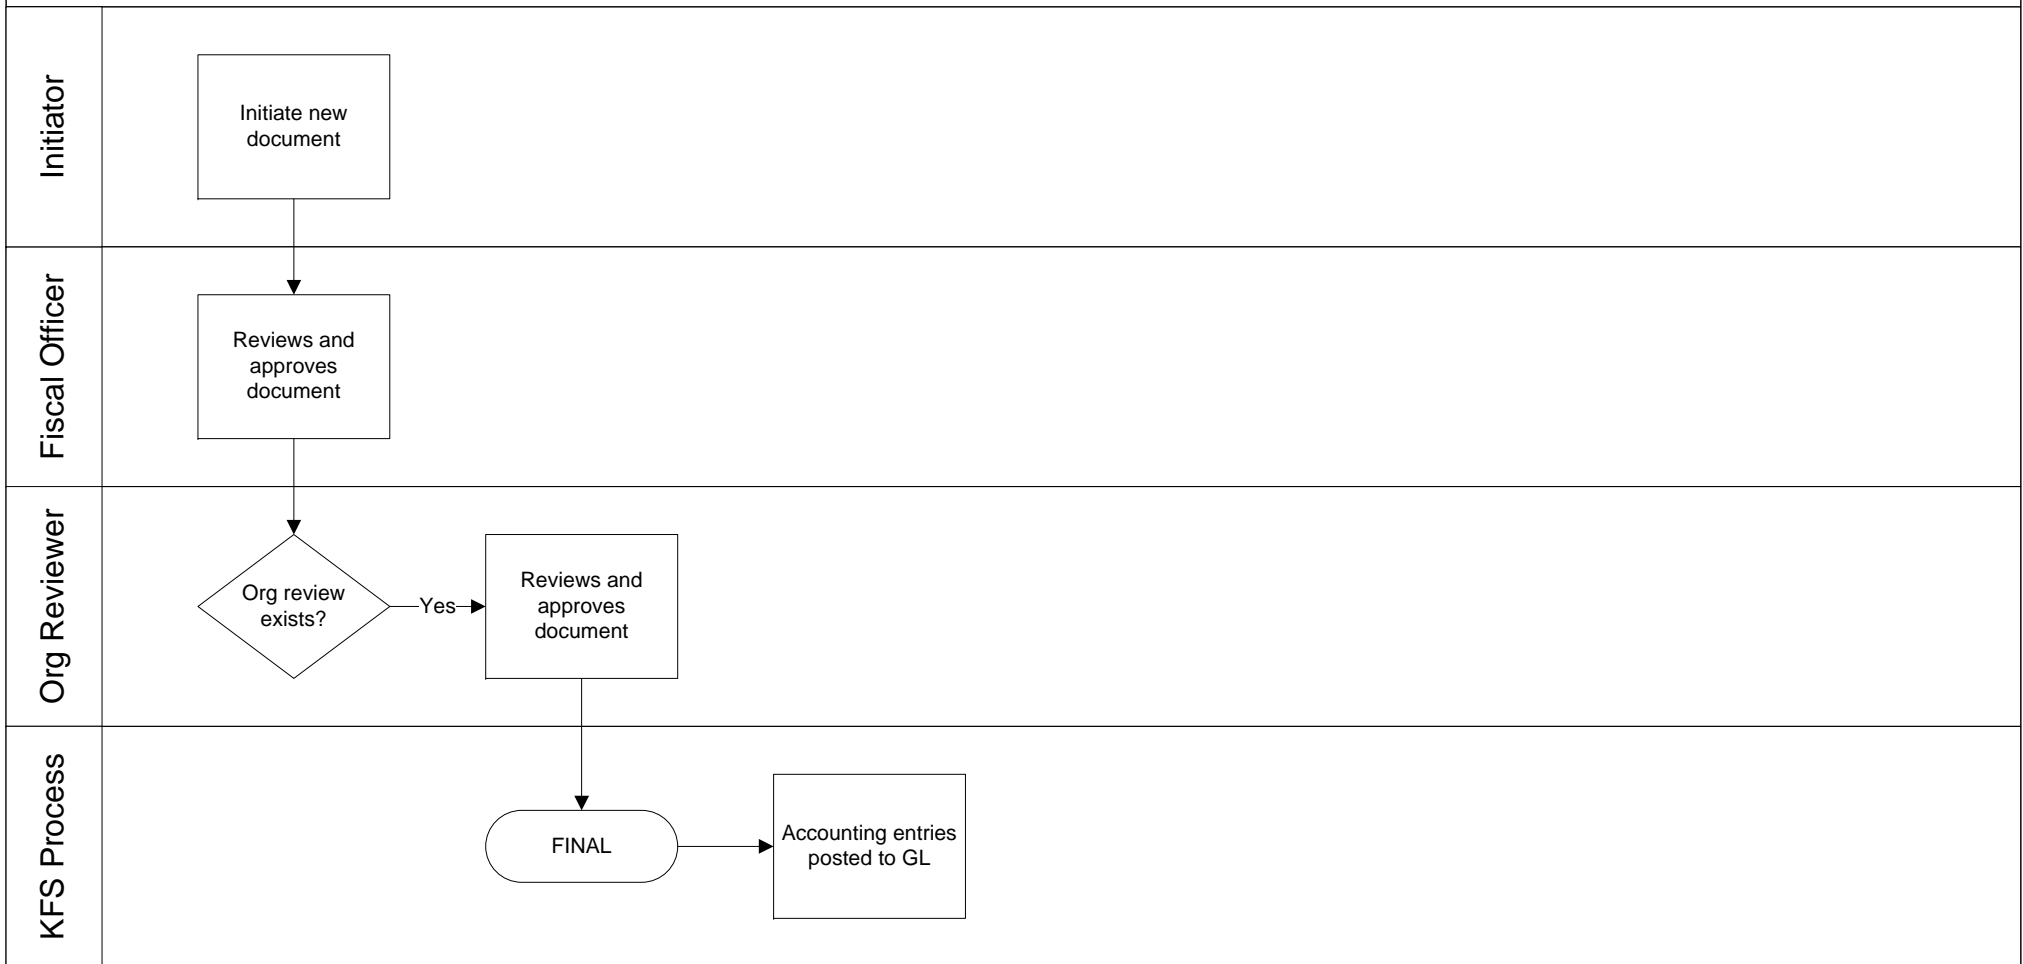 Initiator
Initiate new
document
Fiscal Officer
Reviews and
approves
document
Org Reviewer
Org review
exists?
Yes
Reviews and
approves
document
KFS Process
FINAL
Accounting entries
posted to GL